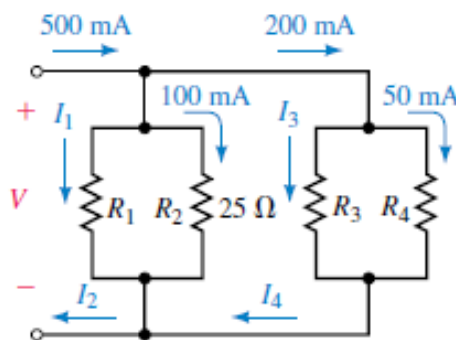 500 mA 200 mA
100 mA 50 mA
+ I₁ I₃
V R₁ R₂ 25 Ω R₃ R₄
− I₂ I₄